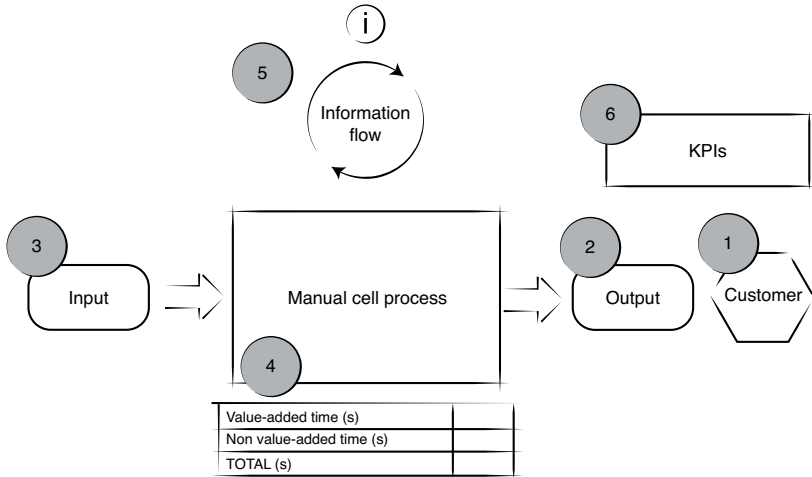 i
5
Information
flow
6
KPIs
3
Input
Manual cell process
2
Output
1
Customer
4
Value-added time (s)
Non value-added time (s)
TOTAL (s)